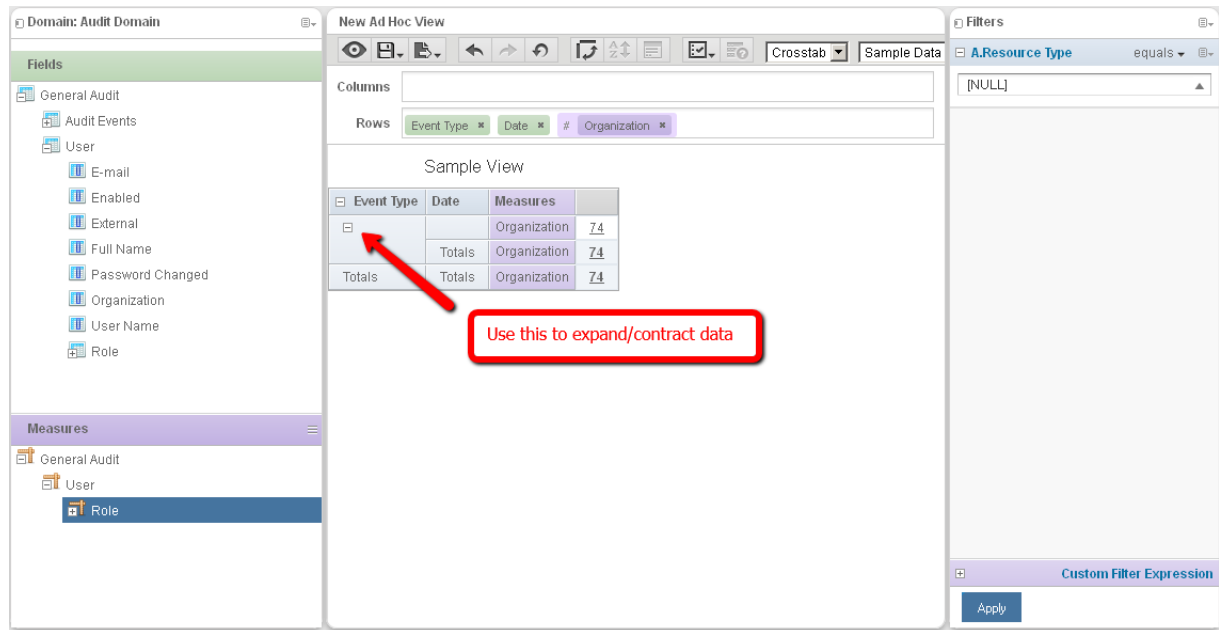 Domain: Audit Domain
Fields
General Audit
Audit Events
User
E-mail
Enabled
External
Full Name
Password Changed
Organization
User Name
Role
Measures
General Audit
User
Role
New Ad Hoc View
Crosstab Sample Data
Columns
Rows Event Type × Date × # Organization ×
Sample View
Event Type Date Measures
Organization 74
Totals Organization 74
Totals Totals Organization 74
Use this to expand/contract data
Filters
A.Resource Type equals
[NULL]
Custom Filter Expression
Apply